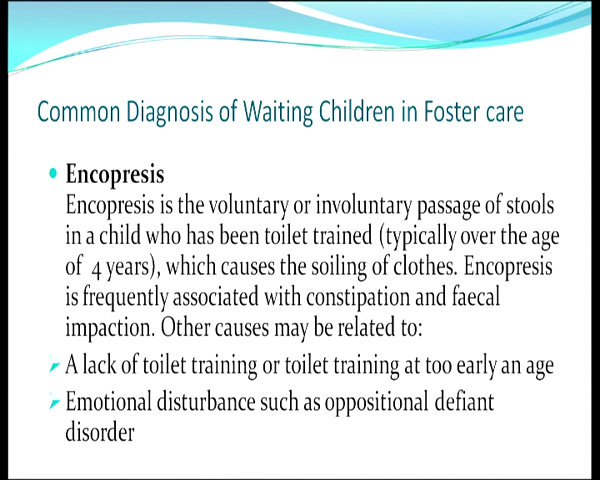 Common Diagnosis of Waiting Children in Foster care
Encopresis
Encopresis is the voluntary or involuntary passage of stools
in a child who has been toilet trained (typically over the age
of 4 years), which causes the soiling of clothes. Encopresis
is frequently associated with constipation and faecal
impaction. Other causes may be related to:
A lack of toilet training or toilet training at too early an age
Emotional disturbance such as oppositional defiant
disorder